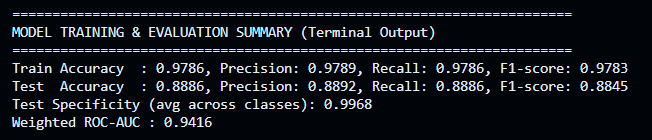 ======================================================================
MODEL TRAINING & EVALUATION SUMMARY (Terminal Output)
======================================================================
Train Accuracy  : 0.9786, Precision: 0.9789, Recall: 0.9786, F1-score: 0.9783
Test  Accuracy  : 0.8886, Precision: 0.8892, Recall: 0.8886, F1-score: 0.8845
Test Specificity (avg across classes): 0.9968
Weighted ROC-AUC : 0.9416